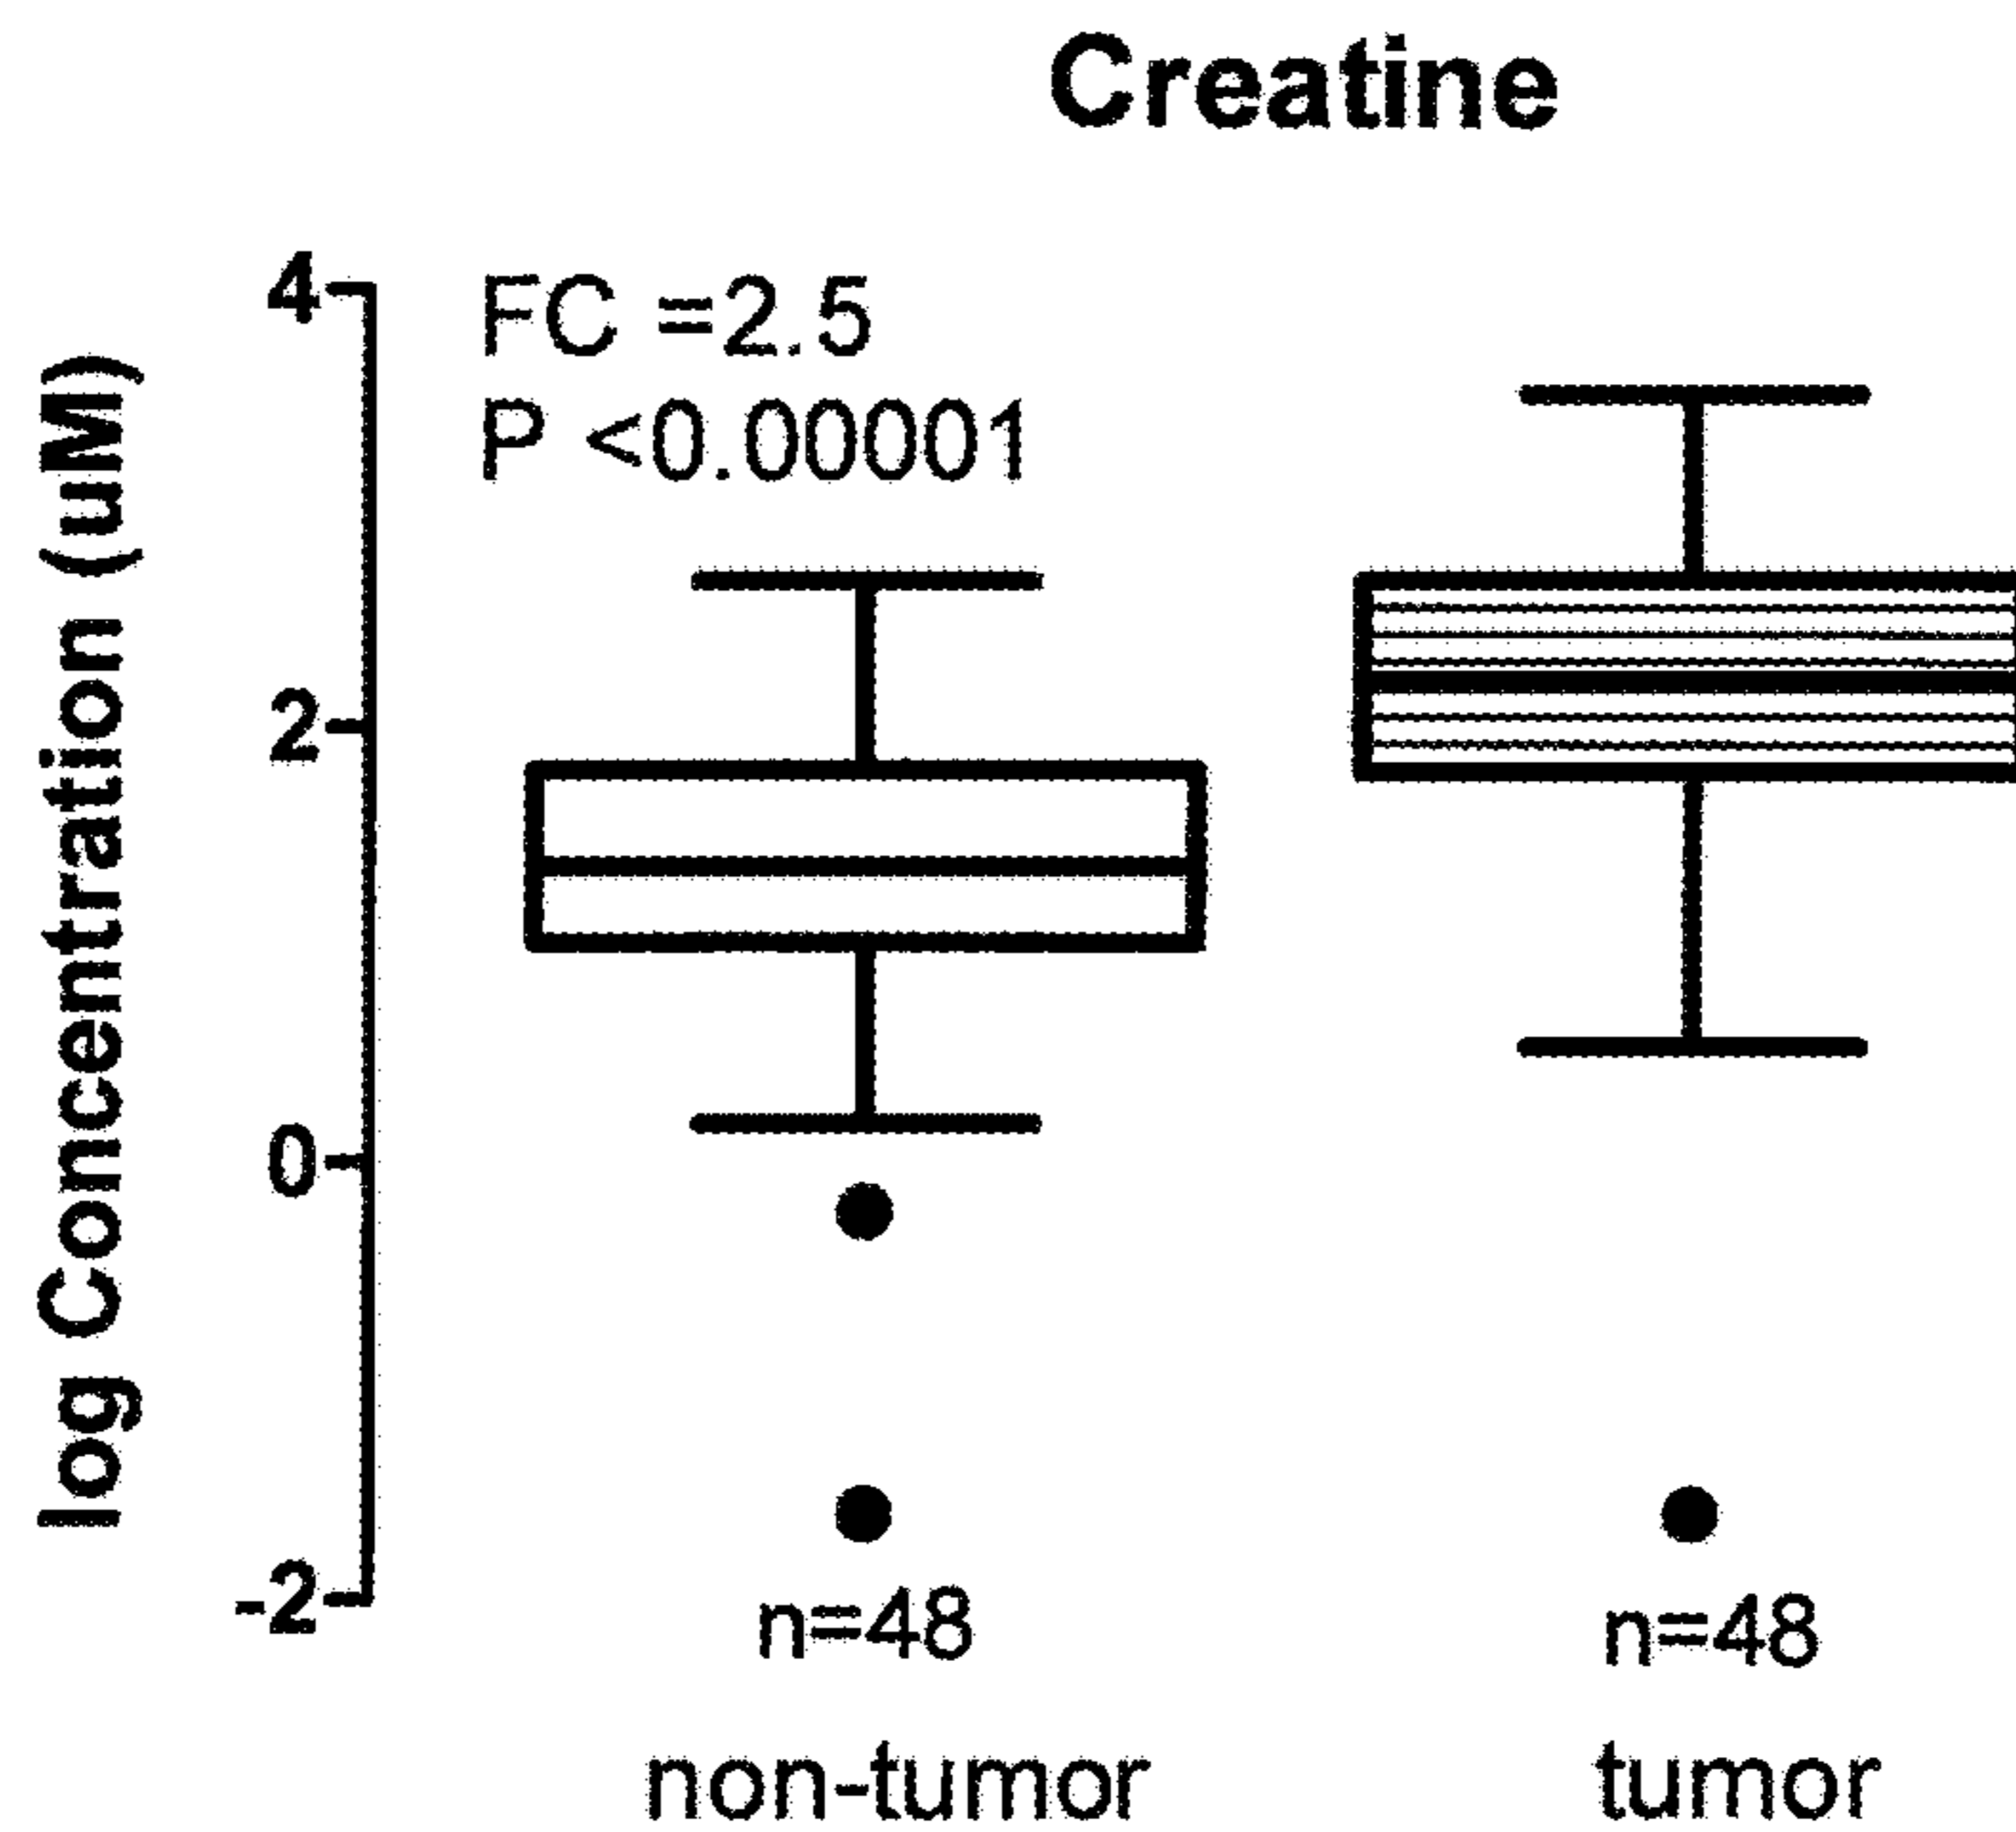 Creatine
log Concentration (uM)
4
2
0
-2
FC =2.5
P <0.00001
n=48
n=48
non-tumor
tumor